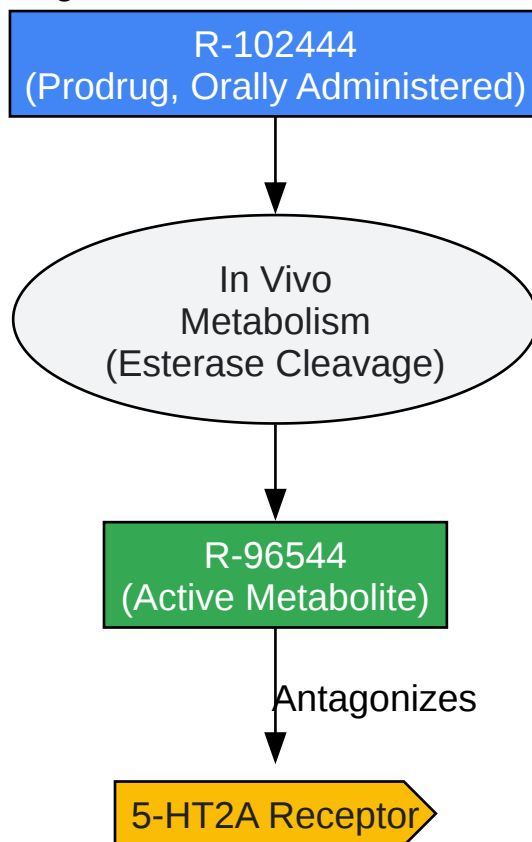 R-102444
(Prodrug, Orally Administered)
In Vivo
Metabolism
(Esterase Cleavage)
R-96544
(Active Metabolite)
Antagonizes
5-HT2A Receptor